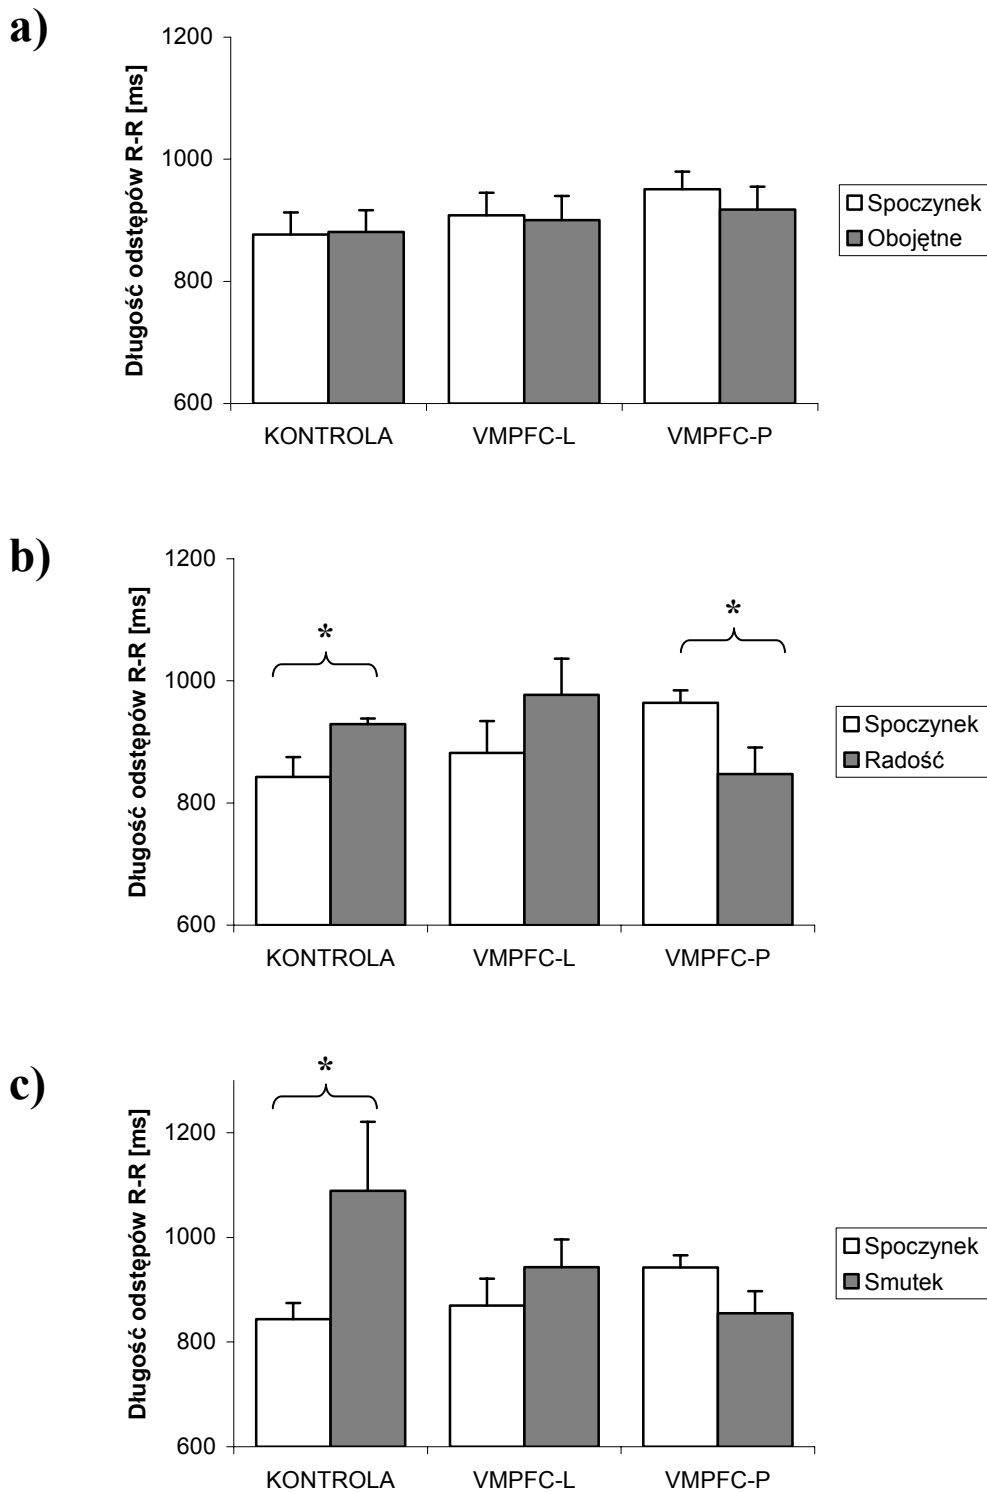 a)
Długość odstępów R-R [ms]
1200
1000
800
600
KONTROLA VMPFC-L VMPFC-P
Spoczynek
Obojętne
b)
Długość odstępów R-R [ms]
1200
1000
800
600
* *
KONTROLA VMPFC-L VMPFC-P
Spoczynek
Radość
c)
Długość odstępów R-R [ms]
*
1200
1000
800
600
KONTROLA VMPFC-L VMPFC-P
Spoczynek
Smutek